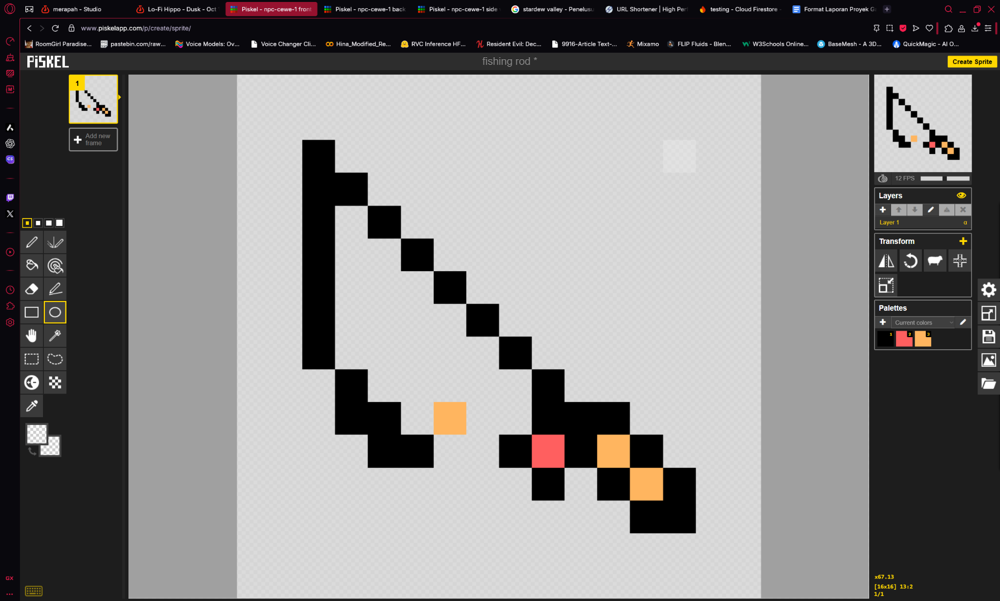 merapah - Studio
Lo-Fi Hippo - Dusk - Oct
Piskel - npc-cewe-1 front
Piskel - npc-cewe-1 back
Piskel - npc-cewe-1 side
stardew valley - Penelusu
URL Shortener | High Per
testing - Cloud Firestore -
Format Laporan Proyek Ga
www.piskelapp.com/p/create/sprite/
RoomGirl Paradise...
pastebin.com/raw...
Voice Models: Ov...
Voice Changer Cli...
Hina_Modified_Re...
RVC Inference HF...
Resident Evil: Dec...
9916-Article Text-...
Mixamo
FLIP Fluids - Blen...
W3Schools Online...
BaseMesh - A 3D...
QuickMagic - AI O...
PiSKEL
fishing rod *
Create Sprite
1
Add new
frame
12 FPS
Layers
Layer 1
α
Transform
Palettes
Current colors
1
2
3
CS
M
GX
x67.13
[16x16] 13:2
1/1